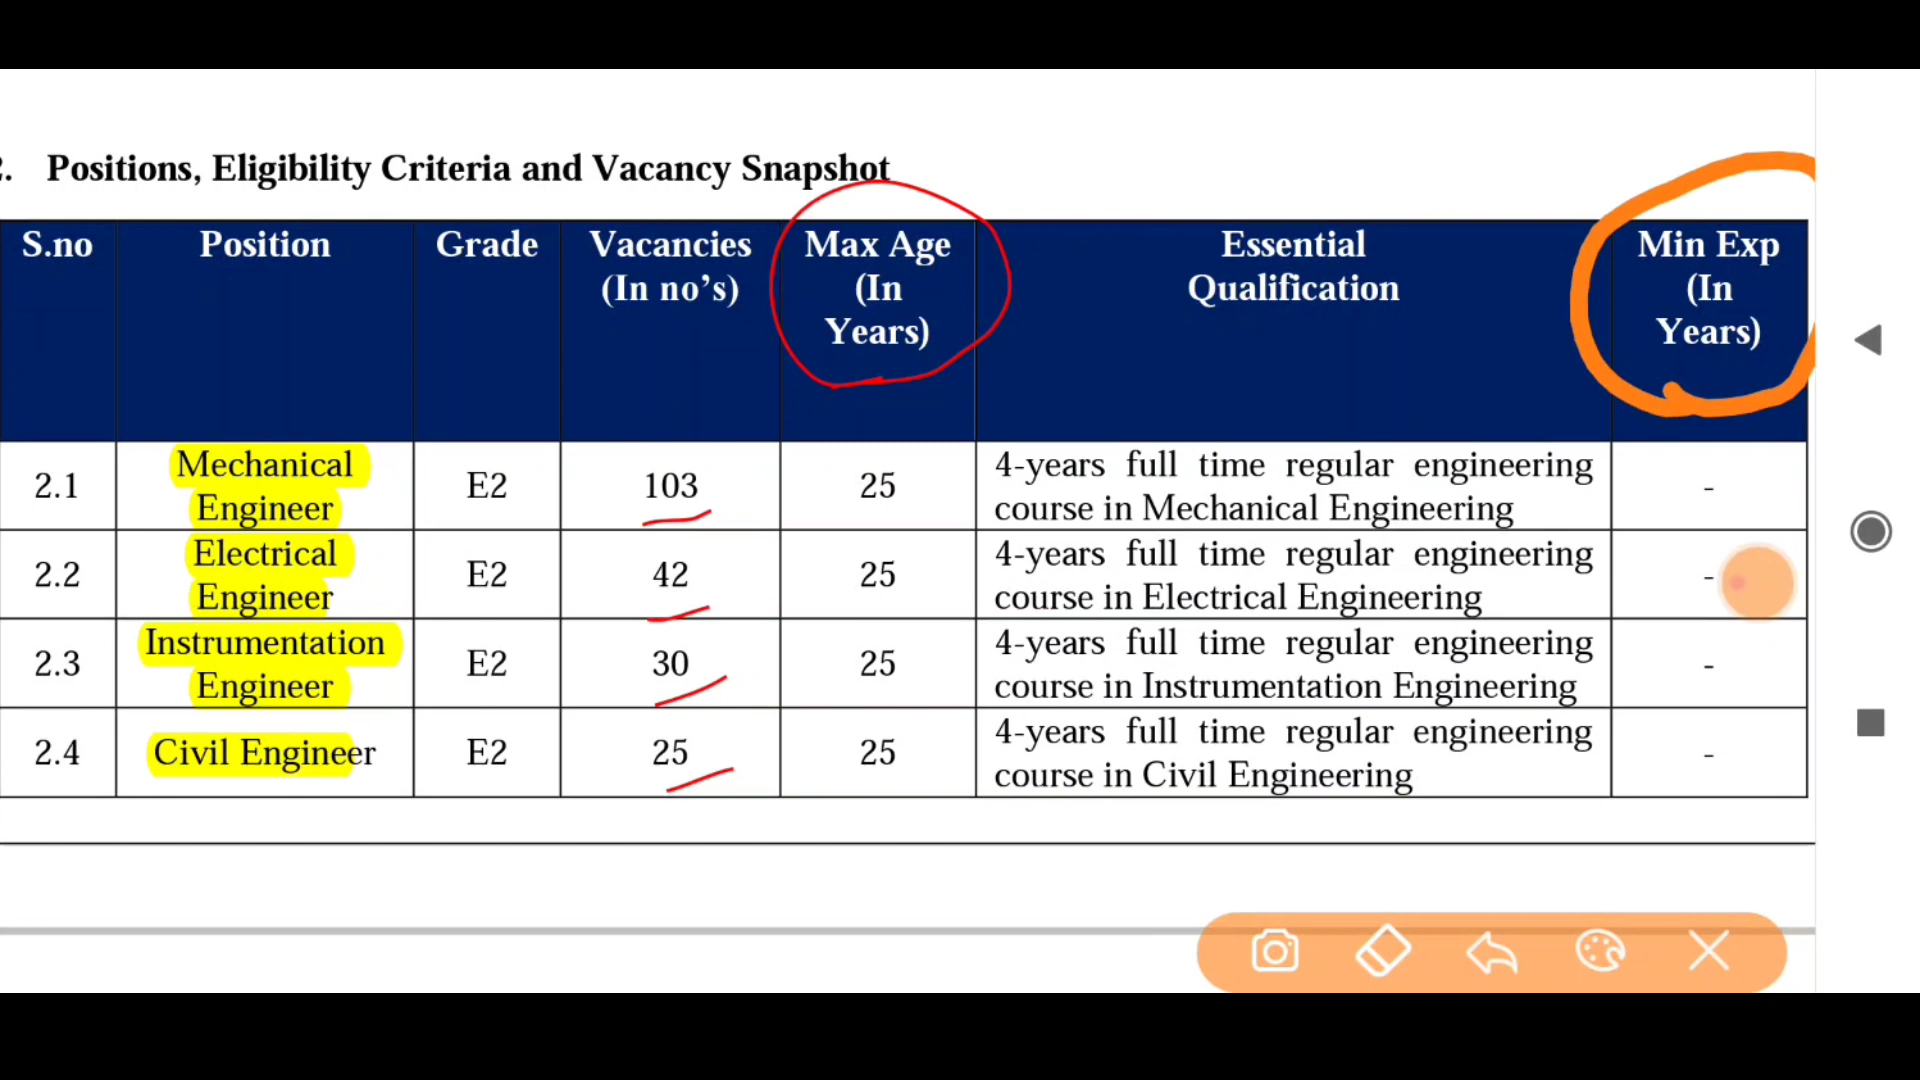 . Positions, Eligibility Criteria and Vacancy Snapshot
S.no Position Grade Vacancies Max Age Essential Min Exp
(In no's) (In Qualification (In
Years) Years)
2.1 Mechanical Engineer E2 103 25 4-years full time regular engineering
course in Mechanical Engineering -
2.2 Electrical Engineer E2 42 25 4-years full time regular engineering
course in Electrical Engineering -
2.3 Instrumentation Engineer E2 30 25 4-years full time regular engineering
course in Instrumentation Engineering -
2.4 Civil Engineer E2 25 25 4-years full time regular engineering
course in Civil Engineering -